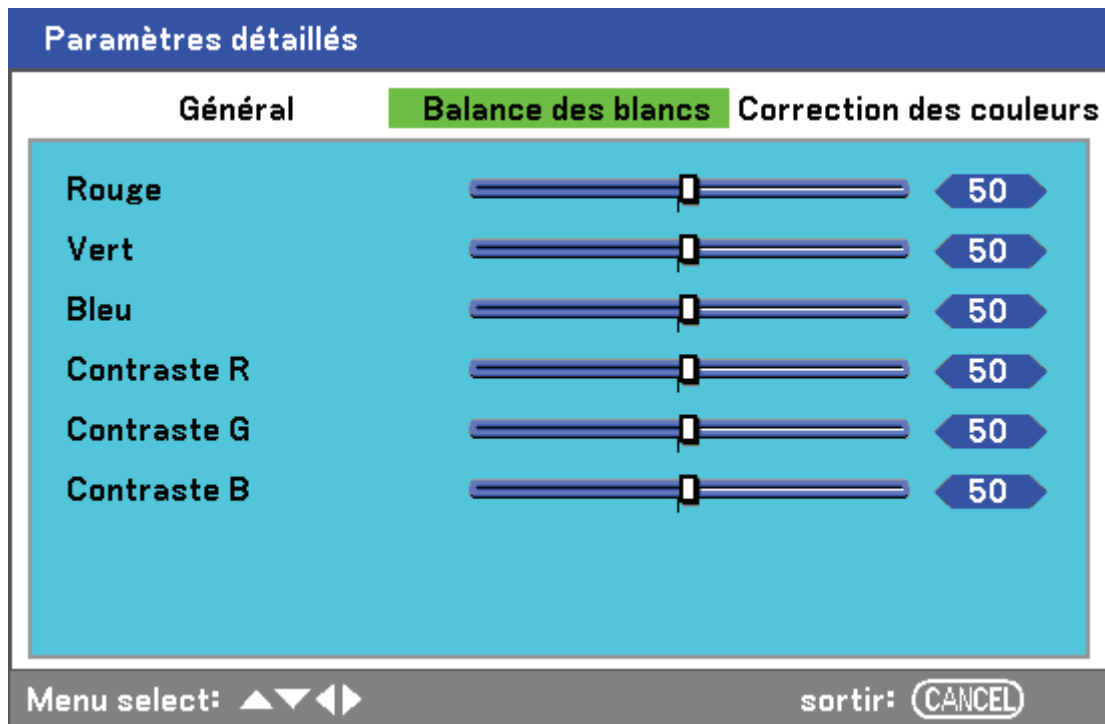 Paramètres détaillés
Général Balance des blancs Correction des couleurs
Rouge 50
Vert 50
Bleu 50
Contraste R 50
Contraste G 50
Contraste B 50
Menu select: ▲▼◀▶ sortir: CANCEL